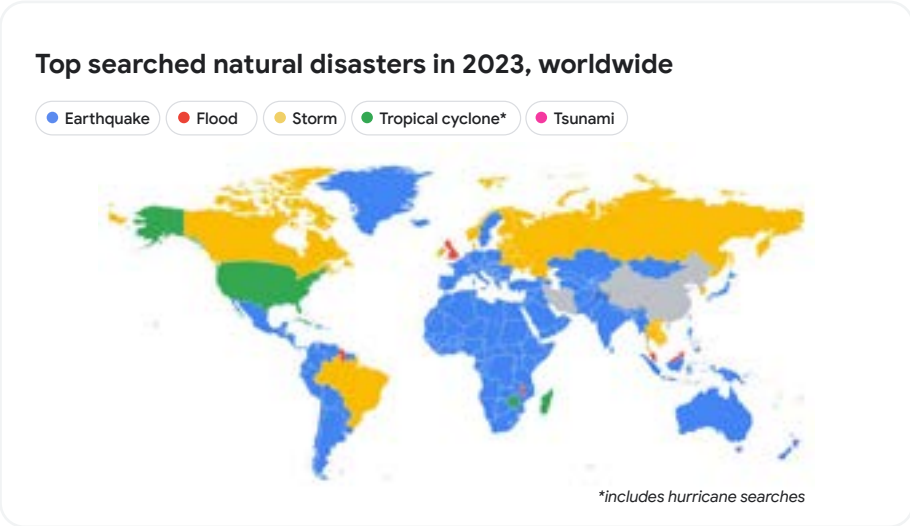 Top searched natural disasters in 2023, worldwide
Earthquake Flood Storm Tropical cyclone* Tsunami
*includes hurricane searches